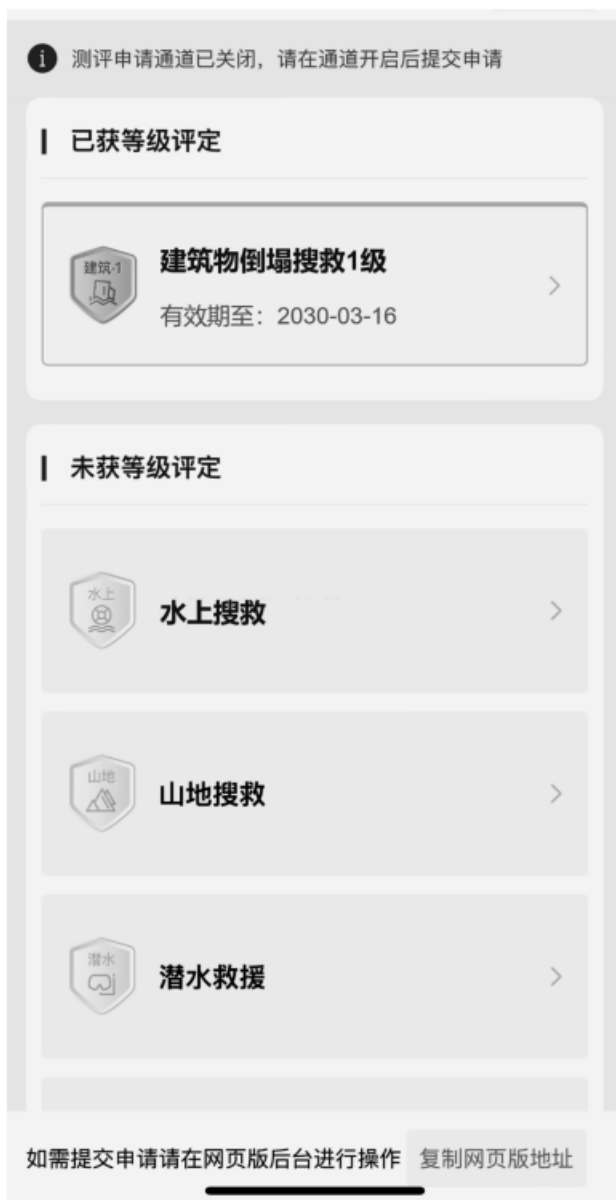 测评申请通道已关闭，请在通道开启后提交申请
已获等级评定
建筑·1
建筑物倒塌搜救1级
有效期至：2030-03-16
未获等级评定
水上
水上搜救
山地
山地搜救
潜水
潜水救援
如需提交申请请在网页版后台进行操作 复制网页版地址